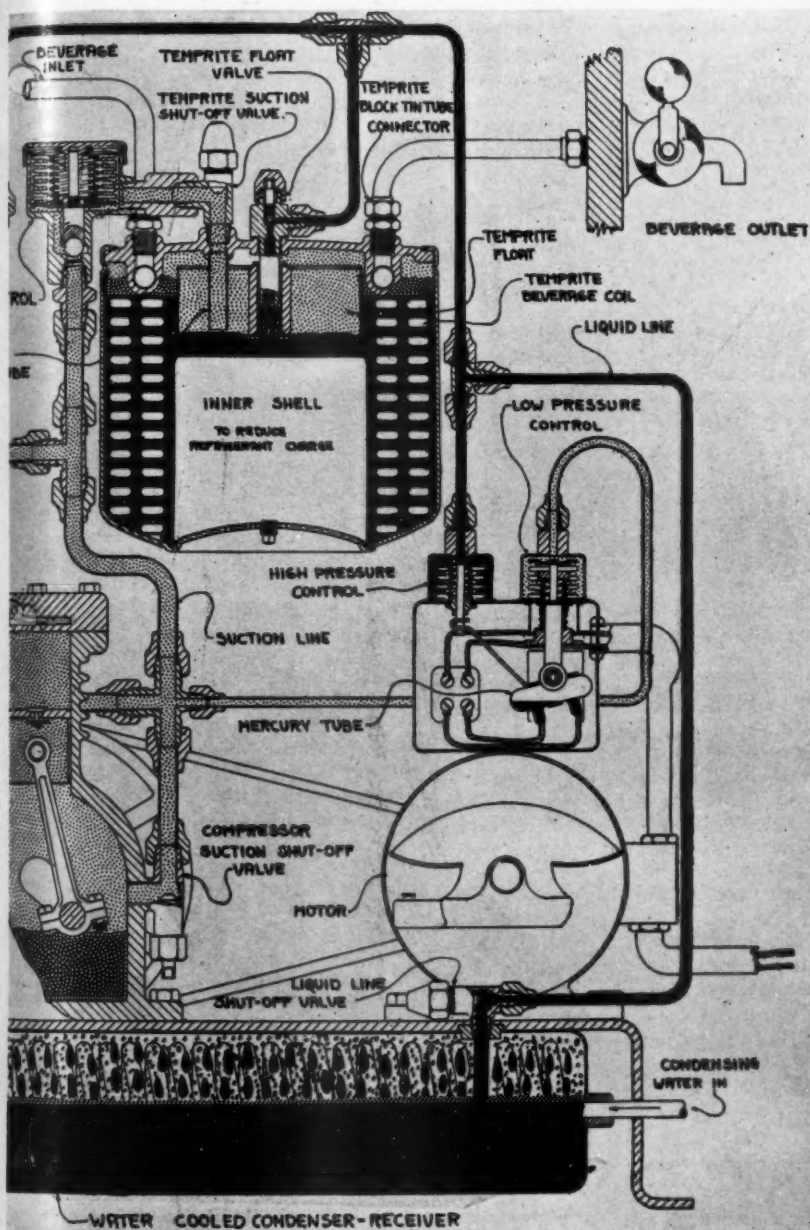 BEVERAGE
INLET
TEMPRITE FLOAT
VALVE
TEMPRITE SUCTION
SHUT-OFF VALVE
TEMPRITE
BLOCK TIN TUBE
CONNECTOR
BEVERAGE OUTLET
TEMPRITE
FLOAT
TEMPRITE
BEVERAGE COIL
LIQUID LINE
TROL
UBE
INNER SHELL
TO REDUCE
REFRIGERANT CHARGE
LOW PRESSURE
CONTROL
HIGH PRESSURE
CONTROL
SUCTION LINE
MERCURY TUBE
COMPRESSOR
SUCTION SHUT-OFF
VALVE
MOTOR
LIQUID LINE
SHUT-OFF VALVE
CONDENSING
WATER IN
WATER COOLED CONDENSER-RECEIVER